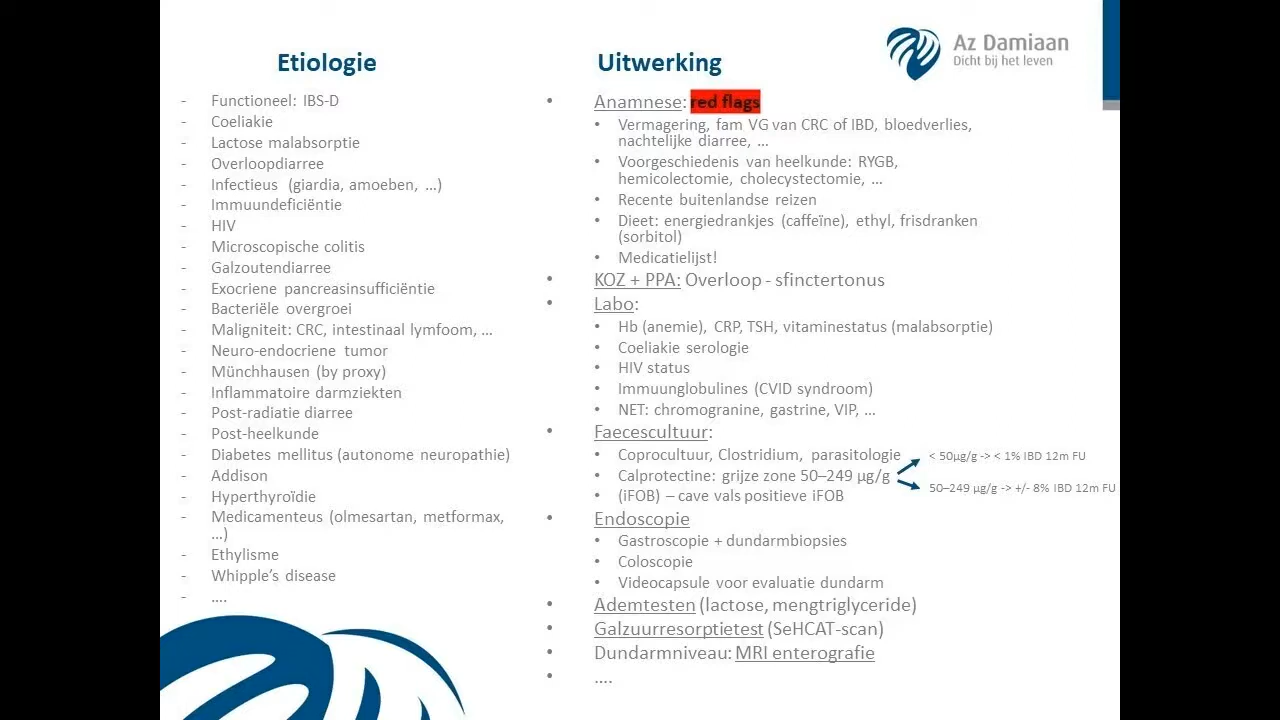 Az Damiaan
Dicht bij het leven
Etiologie
- Functioneel: IBS-D
- Coeliakie
- Lactose malabsorptie
- Overloopdiarree
- Infectieus (giardia, amoeben, …)
- Immuundeficiëntie
- HIV
- Microscopische colitis
- Galzoutendiarree
- Exocriene pancreasinsufficiëntie
- Bacteriële overgroei
- Maligniteit: CRC, intestinaal lymfoom, …
- Neuro-endocriene tumor
- Münchhausen (by proxy)
- Inflammatoire darmziekten
- Post-radiatie diarree
- Post-heelkunde
- Diabetes mellitus (autonome neuropathie)
- Addison
- Hyperthyroïdie
- Medicamenteus (olmesartan, metformax,
…)
- Ethylisme
- Whipple’s disease
- ….
Uitwerking
• Anamnese: red flags
• Vermagering, fam VG van CRC of IBD, bloedverlies,
nachtelijke diarree, …
• Voorgeschiedenis van heelkunde: RYGB,
hemicolectomie, cholecystectomie, …
• Recente buitenlandse reizen
• Dieet: energiedrankjes (caffeïne), ethyl, frisdranken
(sorbitol)
• Medicatielijst!
• KOZ + PPA: Overloop - sfinctertonus
• Labo:
• Hb (anemie), CRP, TSH, vitaminestatus (malabsorptie)
• Coeliakie serologie
• HIV status
• Immuunglobulines (CVID syndroom)
• NET: chromogranine, gastrine, VIP, …
• Faecescultuur:
• Coprocultuur, Clostridium, parasitologie
• Calprotectine: grijze zone 50–249 µg/g
< 50µg/g -> < 1% IBD 12m FU
50–249 µg/g -> +/- 8% IBD 12m FU
• (iFOB) – cave vals positieve iFOB
• Endoscopie
• Gastroscopie + dundarmbiopsies
• Coloscopie
• Videocapsule voor evaluatie dundarm
• Ademtesten (lactose, mengtriglyceride)
• Galzuurresorptietest (SeHCAT-scan)
• Dundarmniveau: MRI enterografie
• ….